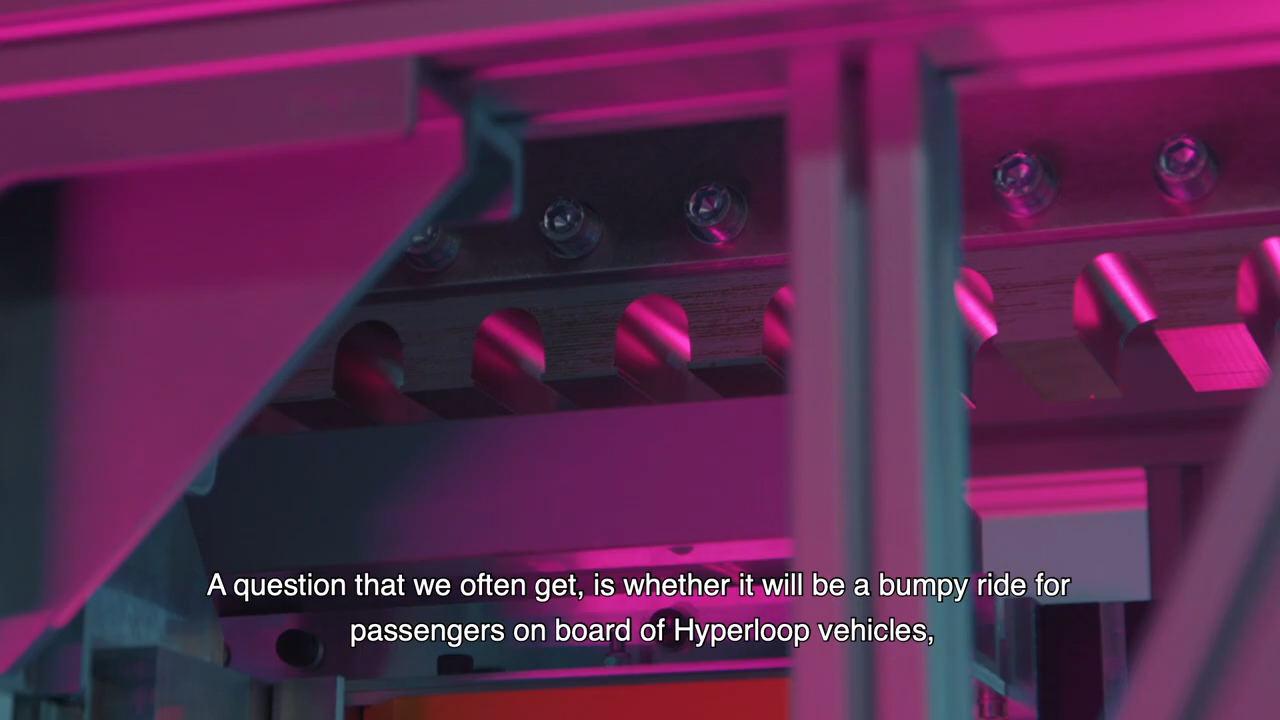 A question that we often get, is whether it will be a bumpy ride for
passengers on board of Hyperloop vehicles,